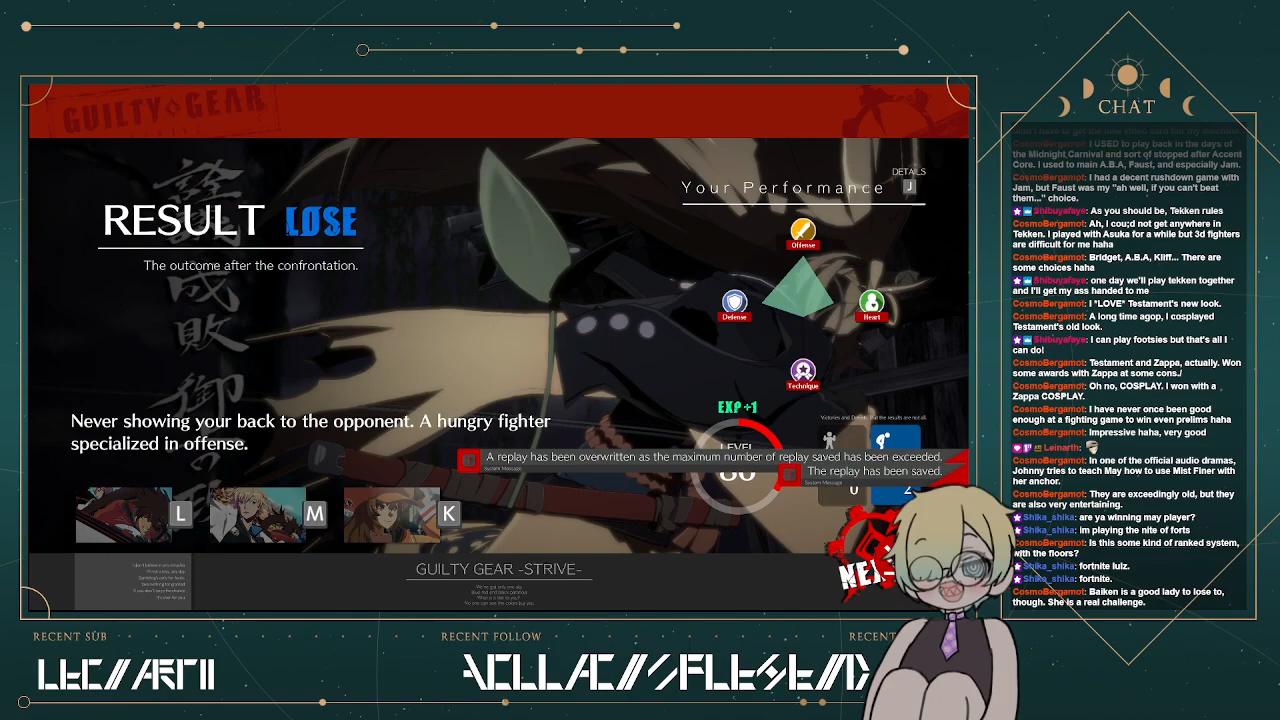 GUILTY GEAR
RESULT LOSE
The outcome after the confrontation.
Your Performance
DETAILS
J
Offense
Defense
Heart
Technique
EXP +1
LEVEL
Never showing your back to the opponent. A hungry fighter
specialized in offense.
A replay has been overwritten as the maximum number of replay saved has been exceeded.
System Message
The replay has been saved.
System Message
0
2
L
M
K
GUILTY GEAR -STRIVE-
RECENT SUB
RECENT FOLLOW
RECENT
CHAT
CosmoBergamot: I USED to play back in the days of
the Midnight Carnival and sort of stopped after Accent
Core. I used to main A.B.A, Faust, and especially Jam.
CosmoBergamot: I had a decent rushdown game with
Jam, but Faust was my "ah well, if you can't beat
them..." choice.
Shibuyafaye: As you should be, Tekken rules
CosmoBergamot: Ah, I cou;d not get anywhere in
Tekken. I played with Asuka for a while but 3d fighters
are difficult for me haha
CosmoBergamot: Bridget, A.B.A, Kliff... There are
some choices haha
Shibuyafaye: one day we'll play tekken together
and I'll get my ass handed to me
CosmoBergamot: I *LOVE* Testament's new look.
CosmoBergamot: A long time agop, I cosplayed
Testament's old look.
Shibuyafaye: I can play footsies but that's all I
can do!
CosmoBergamot: Testament and Zappa, actually. Won
some awards with Zappa at some cons./
CosmoBergamot: Oh no, COSPLAY. I won with a
Zappa COSPLAY.
CosmoBergamot: I have never once been good
enough at a fighting game to win even prelims haha
CosmoBergamot: Impressive haha, very good
Leinarth:
CosmoBergamot: In one of the official audio dramas,
Johnny tries to teach May how to use Mist Finer with
her anchor.
CosmoBergamot: They are exceedingly old, but they
are also very entertaining.
Shika_shika: are ya winning may player?
Shika_shika: im playing the nite of forts
CosmoBergamot: Is this some kind of ranked system,
with the floors?
Shika_shika: fortnite luiz.
Shika_shika: fortnite.
CosmoBergamot: Baiken is a good lady to lose to,
though. She is a real challenge.